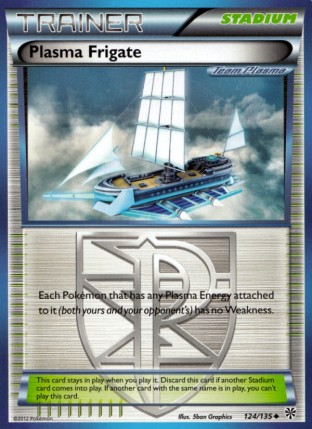 TRAINER
STADIUM
Plasma Frigate
Team Plasma
Each Pokémon that has any Plasma Energy attached
to it (both yours and your opponent's) has no Weakness.
This card stays in play when you play it. Discard this card if another Stadium
card comes into play. If another card with the same name is in play, you can't
play this card.
©2012 Pokémon
Illus. 5ban Graphics
124/135